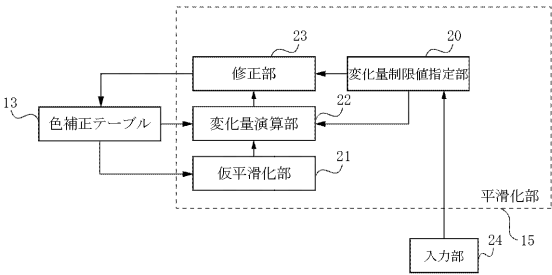 23
20
修正部
変化量制限値指定部
13
22
色補正テーブル
変化量演算部
21
仮平滑化部
平滑化部
15
24
入力部